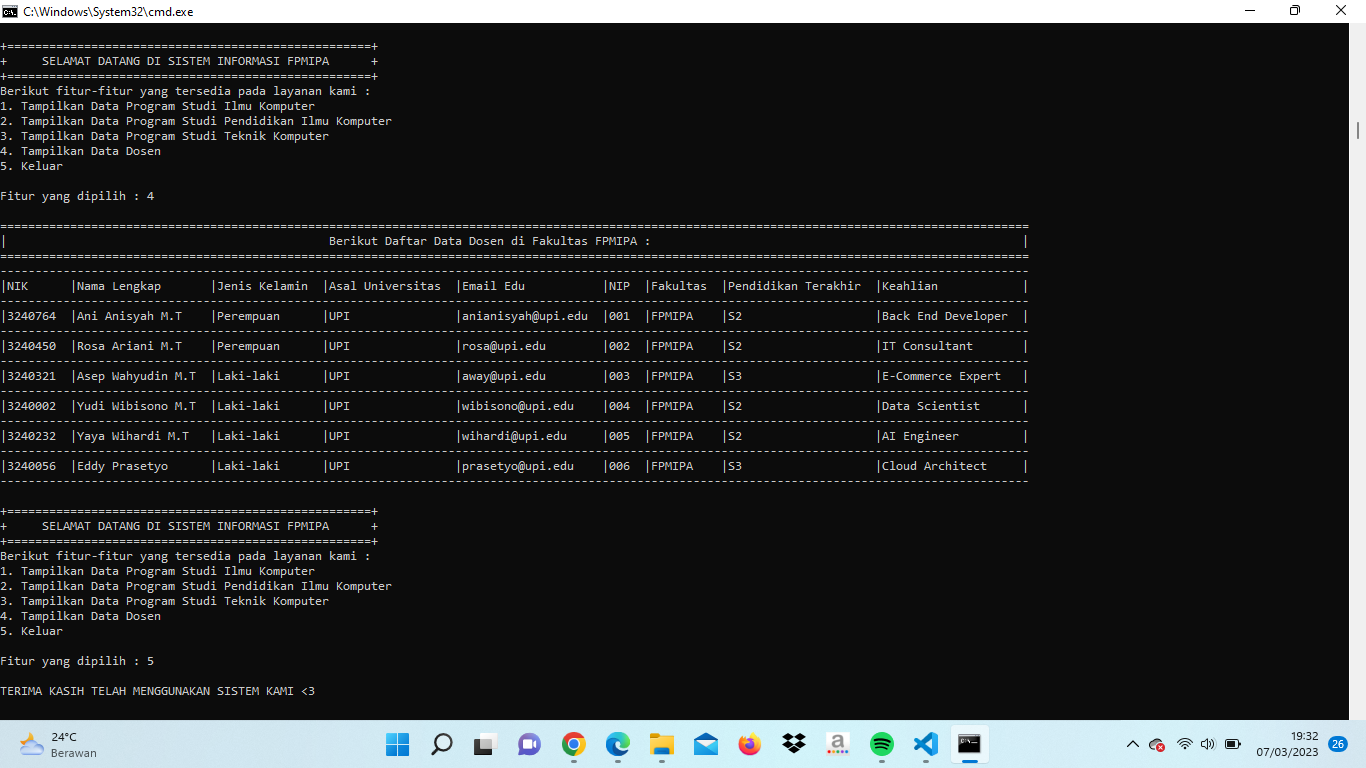 C:\Windows\System32\cmd.exe
+====================================================+
+     SELAMAT DATANG DI SISTEM INFORMASI FPMIPA      +
+====================================================+
Berikut fitur-fitur yang tersedia pada layanan kami :
1. Tampilkan Data Program Studi Ilmu Komputer
2. Tampilkan Data Program Studi Pendidikan Ilmu Komputer
3. Tampilkan Data Program Studi Teknik Komputer
4. Tampilkan Data Dosen
5. Keluar
Fitur yang dipilih : 4
| Berikut Daftar Data Dosen di Fakultas FPMIPA : |
|NIK |Nama Lengkap |Jenis Kelamin |Asal Universitas |Email Edu |NIP |Fakultas |Pendidikan Terakhir |Keahlian |
|3240764 |Ani Anisyah M.T |Perempuan |UPI |anianisyah@upi.edu |001 |FPMIPA |S2 |Back End Developer |
|3240450 |Rosa Ariani M.T |Perempuan |UPI |rosa@upi.edu |002 |FPMIPA |S2 |IT Consultant |
|3240321 |Asep Wahyudin M.T |Laki-laki |UPI |away@upi.edu |003 |FPMIPA |S3 |E-Commerce Expert |
|3240002 |Yudi Wibisono M.T |Laki-laki |UPI |wibisono@upi.edu |004 |FPMIPA |S2 |Data Scientist |
|3240232 |Yaya Wihardi M.T |Laki-laki |UPI |wihardi@upi.edu |005 |FPMIPA |S2 |AI Engineer |
|3240056 |Eddy Prasetyo |Laki-laki |UPI |prasetyo@upi.edu |006 |FPMIPA |S3 |Cloud Architect |
+====================================================+
+     SELAMAT DATANG DI SISTEM INFORMASI FPMIPA      +
+====================================================+
Berikut fitur-fitur yang tersedia pada layanan kami :
1. Tampilkan Data Program Studi Ilmu Komputer
2. Tampilkan Data Program Studi Pendidikan Ilmu Komputer
3. Tampilkan Data Program Studi Teknik Komputer
4. Tampilkan Data Dosen
5. Keluar
Fitur yang dipilih : 5
TERIMA KASIH TELAH MENGGUNAKAN SISTEM KAMI <3
24°C
Berawan
19:32
07/03/2023
26